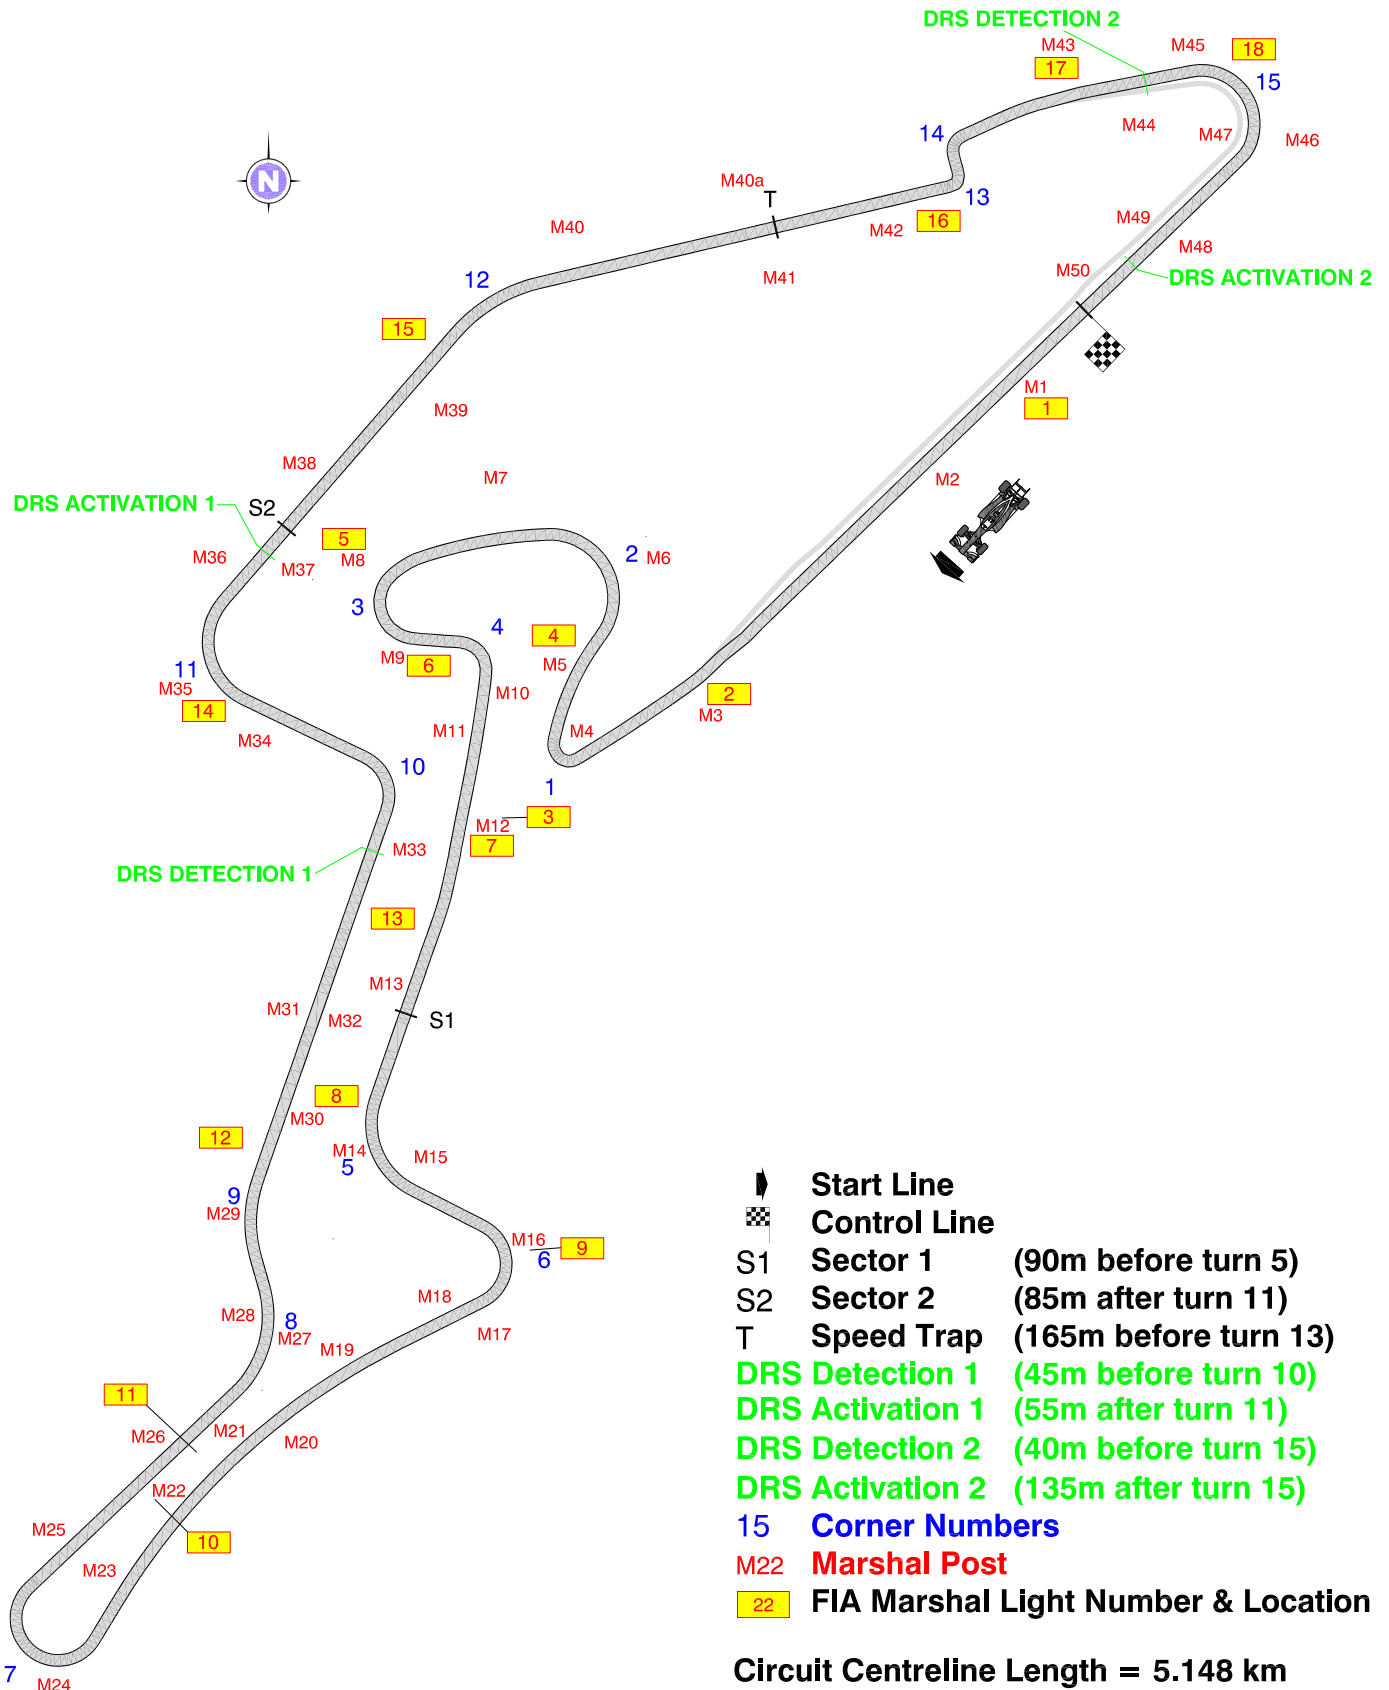 DRS DETECTION 2
M43
M45
18
17
15
M44
M47
M46
14
N
M40a
T
13
16
M42
M40
M49
M48
M50
DRS ACTIVATION 2
M41
12
15
M1
1
M39
M38
M7
M2
DRS ACTIVATION 1
S2
5
M8
M36
M37
2
M6
3
4
4
M9
6
M5
11
M35
14
M10
2
M3
M34
M11
M4
10
1
3
M12
7
M33
DRS DETECTION 1
13
M13
M31
M32
S1
8
M30
12
M14
5
M15
9
M29
M16
6
9
M18
M28
8
M27
M19
M17
11
M21
M26
M20
M22
M25
10
M23
7
M24
Start Line
Control Line
S1 Sector 1 (90m before turn 5)
S2 Sector 2 (85m after turn 11)
T Speed Trap (165m before turn 13)
DRS Detection 1 (45m before turn 10)
DRS Activation 1 (55m after turn 11)
DRS Detection 2 (40m before turn 15)
DRS Activation 2 (135m after turn 15)
15 Corner Numbers
M22 Marshal Post
22 FIA Marshal Light Number & Location
Circuit Centreline Length = 5.148 km